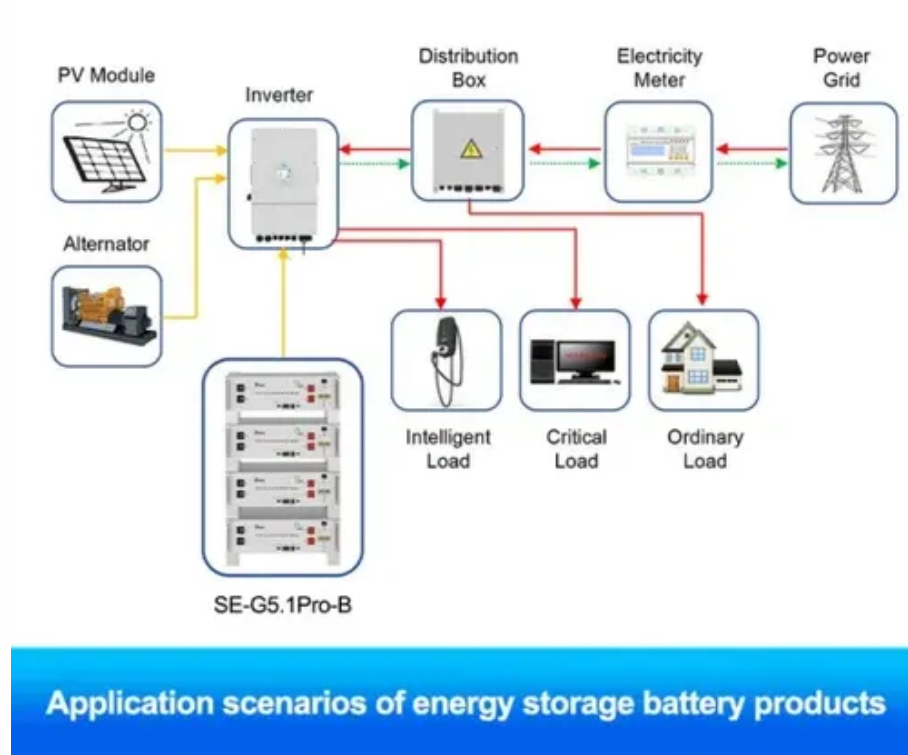 PV Module
Inverter
Distribution
Box
Electricity
Meter
Power
Grid
Alternator
Intelligent
Load
Critical
Load
Ordinary
Load
SE-G5.1Pro-B
Application scenarios of energy storage battery products